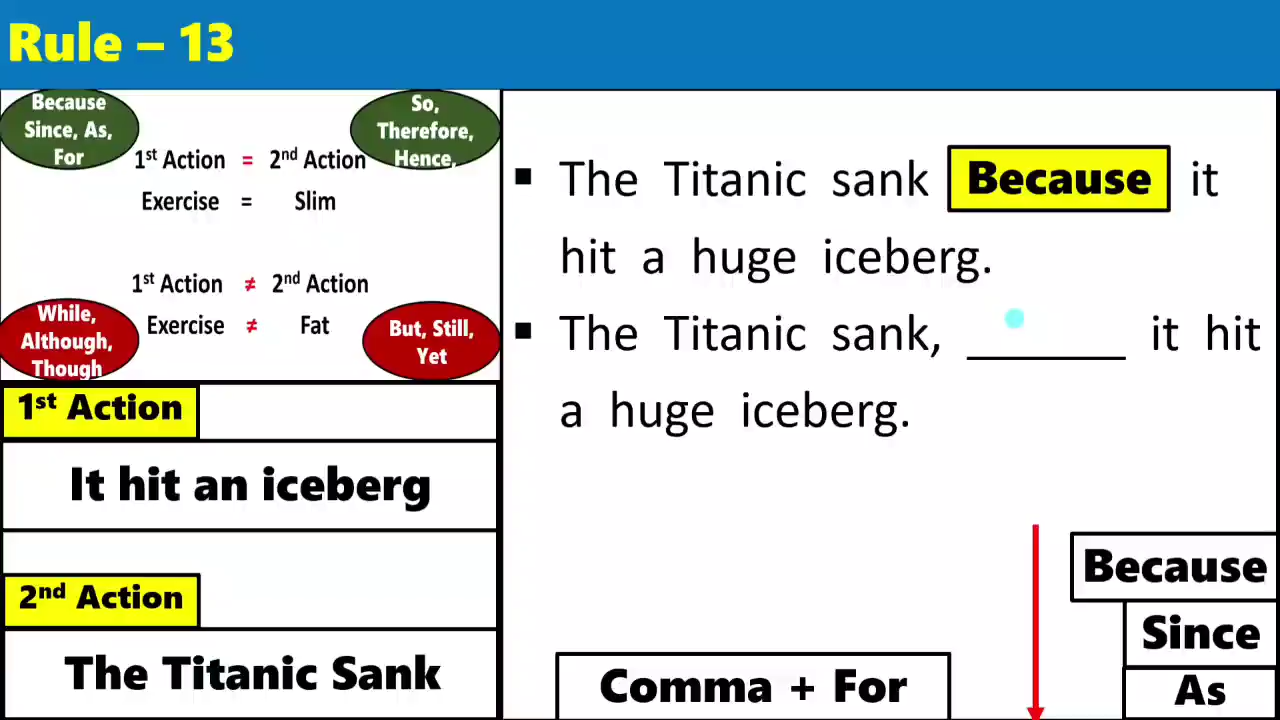 Rule – 13
Because
Since, As,
For
So,
Therefore,
Hence,
1st Action = 2nd Action
Exercise = Slim
1st Action ≠ 2nd Action
Exercise ≠ Fat
While,
Although,
Though
But, Still,
Yet
1st Action
It hit an iceberg
2nd Action
The Titanic Sank
▪ The Titanic sank Because it
hit a huge iceberg.
▪ The Titanic sank, ______ it hit
a huge iceberg.
Because
Since
As
Comma + For